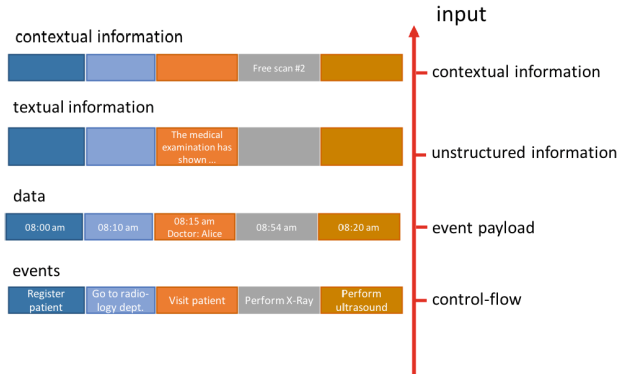 input
contextual information
Free scan #2
contextual information
textual information
The medical
examination has
shown ...
unstructured information
data
08:00 am
08:10 am
08:15 am
Doctor: Alice
08:54 am
08:20 am
event payload
events
Register
patient
Go to radio-
logy dept.
Visit patient
Perform X-Ray
Perform
ultrasound
control-flow